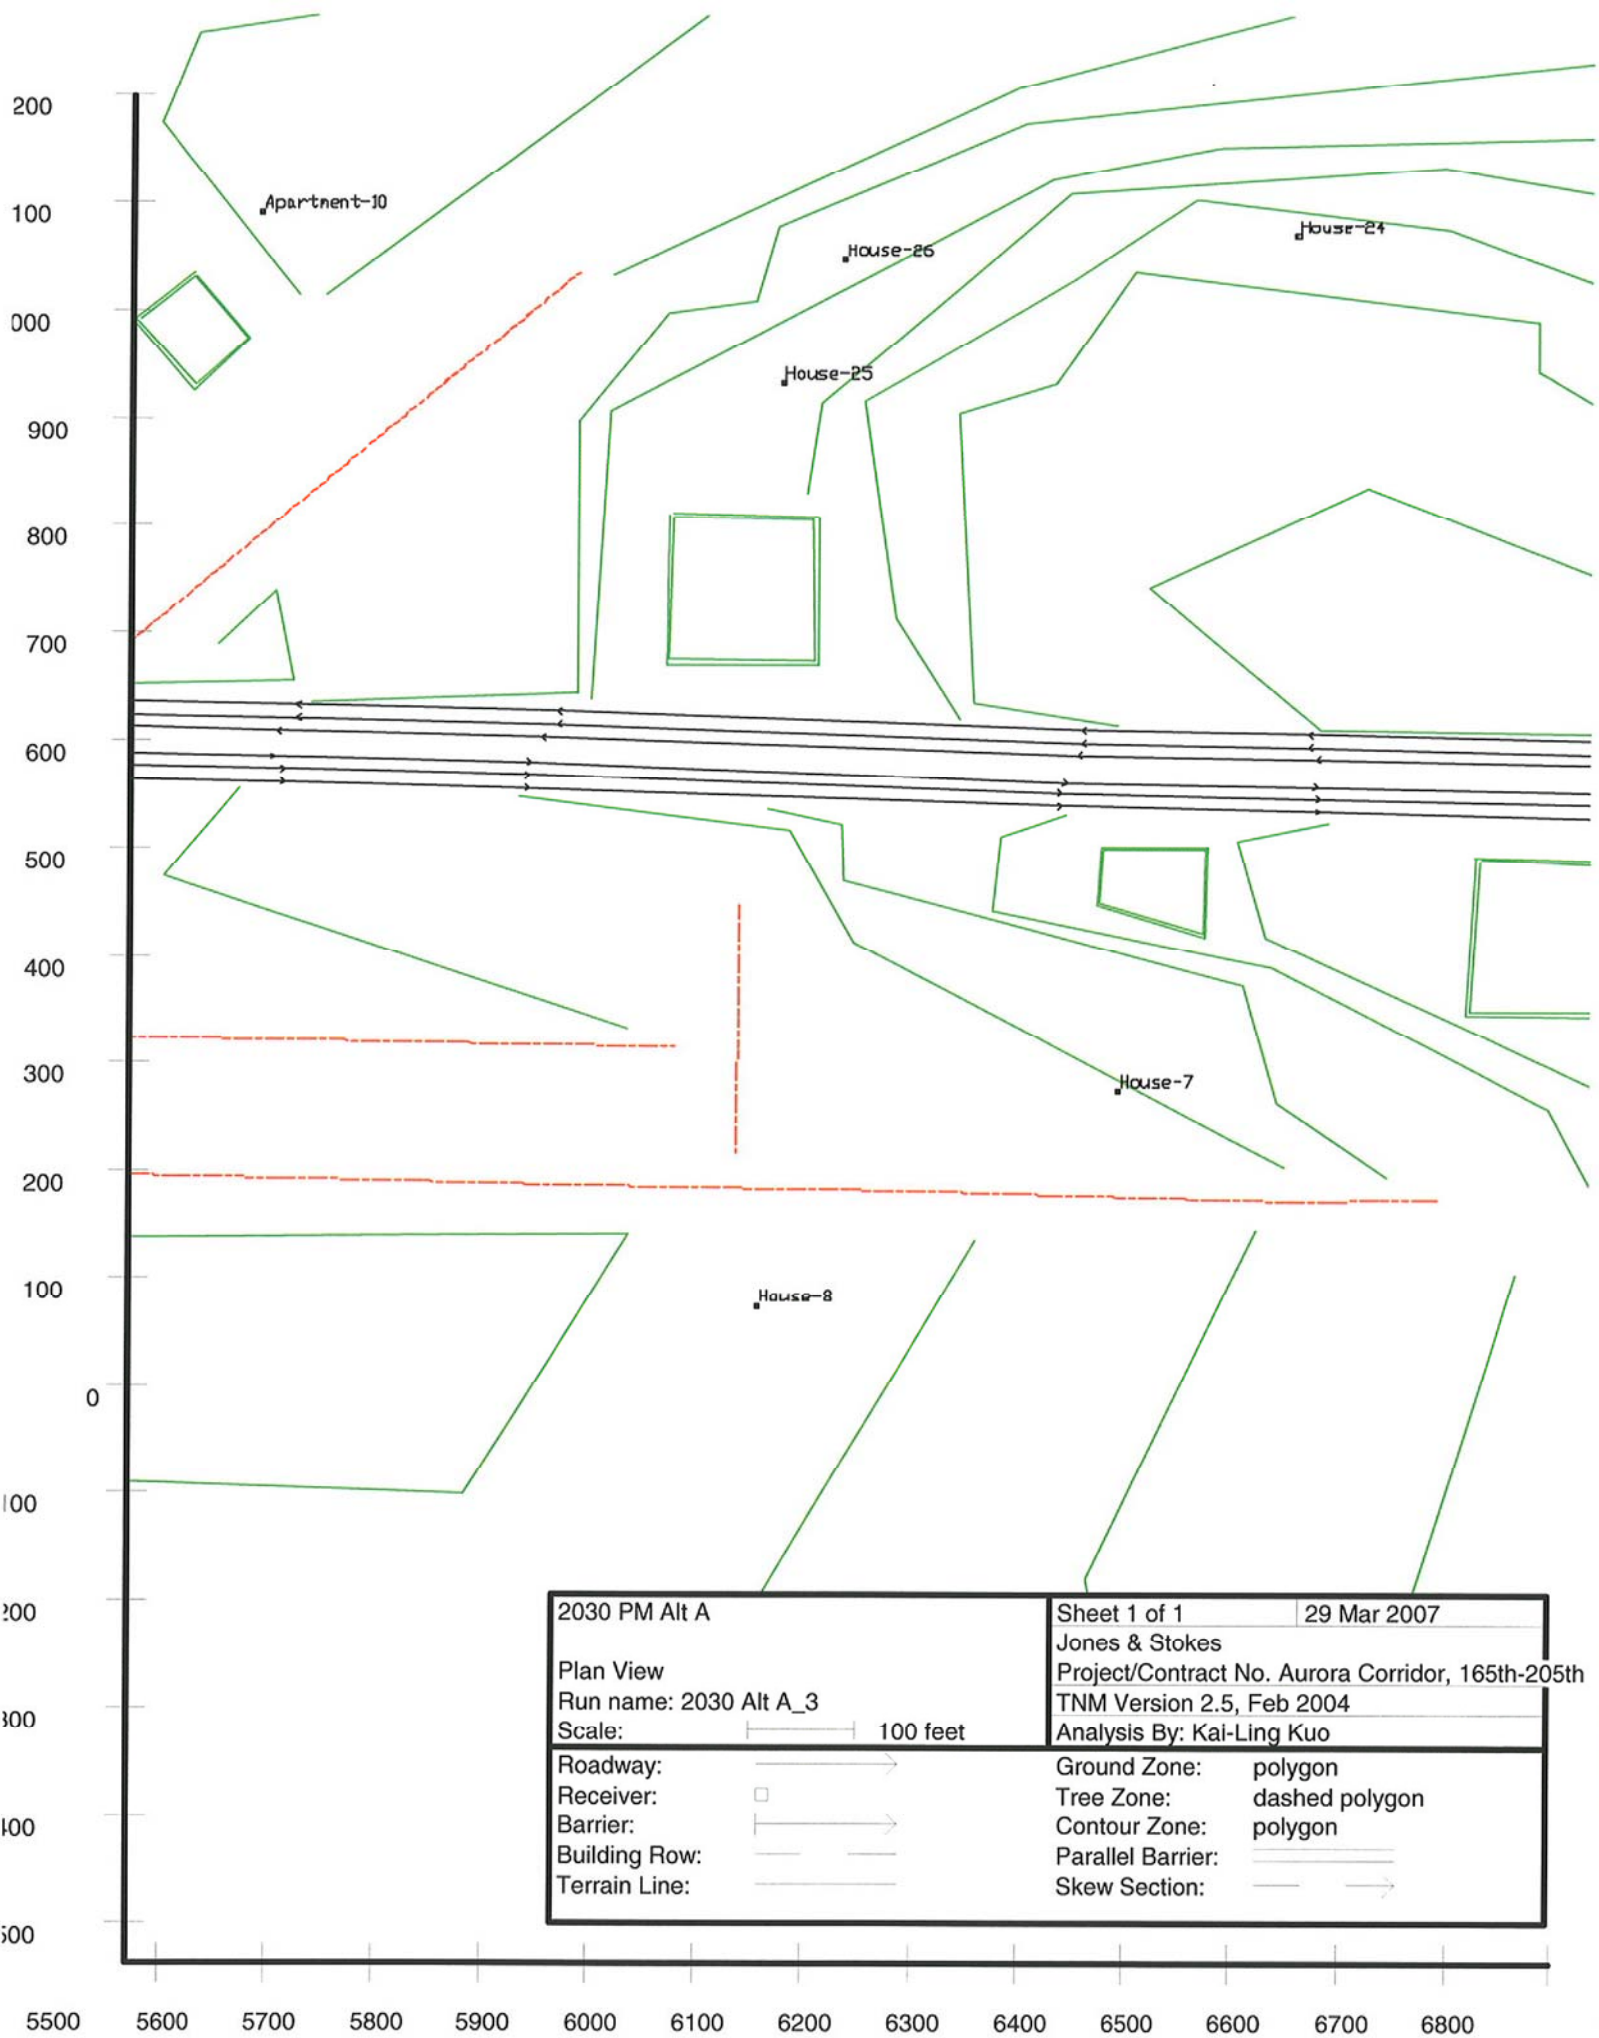 200
Apartment-10
100
House-24
House-26
000
House-25
900
800
700
600
500
400
300
House-7
200
100
House-8
0
100
200
300
400
500
2030 PM Alt A
Plan View
Run name: 2030 Alt A_3
Scale: 100 feet
Sheet 1 of 1 29 Mar 2007
Jones & Stokes
Project/Contract No. Aurora Corridor, 165th-205th
TNM Version 2.5, Feb 2004
Analysis By: Kai-Ling Kuo
Roadway:
Receiver:
Barrier:
Building Row:
Terrain Line:
Ground Zone: polygon
Tree Zone: dashed polygon
Contour Zone: polygon
Parallel Barrier:
Skew Section:
5500 5600 5700 5800 5900 6000 6100 6200 6300 6400 6500 6600 6700 6800